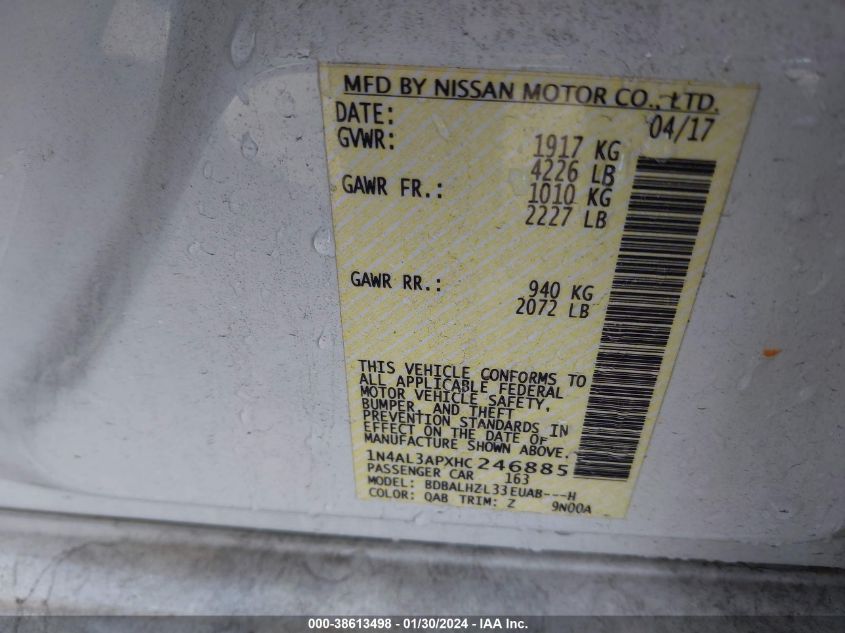 MFD BY NISSAN MOTOR CO., LTD.
DATE: 04/17
GVWR: 1917 KG
4226 LB
GAWR FR.: 1010 KG
2227 LB
GAWR RR.: 940 KG
2072 LB
THIS VEHICLE CONFORMS TO
ALL APPLICABLE FEDERAL
MOTOR VEHICLE SAFETY,
BUMPER, AND THEFT
PREVENTION STANDARDS IN
EFFECT ON THE DATE OF
MANUFACTURE SHOWN ABOVE.
1N4AL3APXHC246885
PASSENGER CAR 163
MODEL: BDBALHZL33EUAB---H
COLOR: QAB TRIM: Z 9N00A
000-38613498 - 01/30/2024 - IAA Inc.